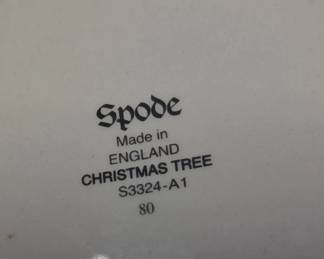 Spode
Made in
ENGLAND
CHRISTMAS TREE
S3324-A1
80